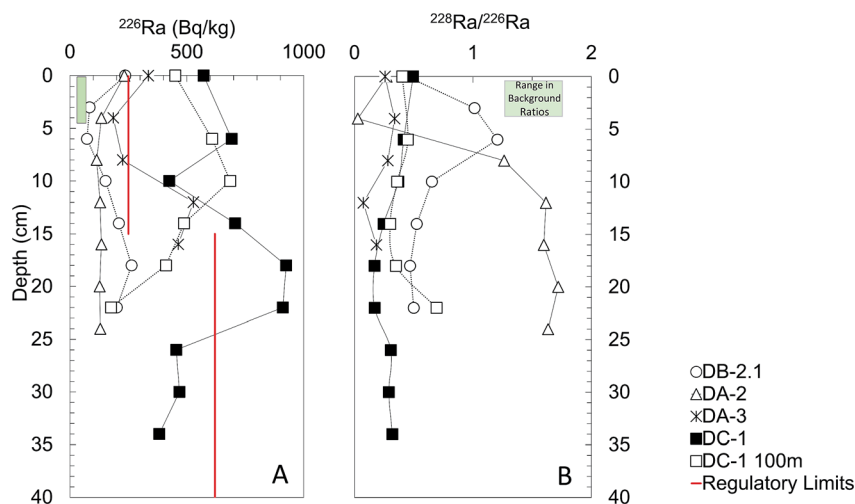 ²²⁶Ra (Bq/kg)
0 500 1000
²²⁸Ra/²²⁶Ra
0 1 2
Depth (cm)
0
5
10
15
20
25
30
35
40
A
Range in
Background
Ratios
B
0
5
10
15
20
25
30
35
40
DB-2.1
DA-2
DA-3
DC-1
DC-1 100m
Regulatory Limits